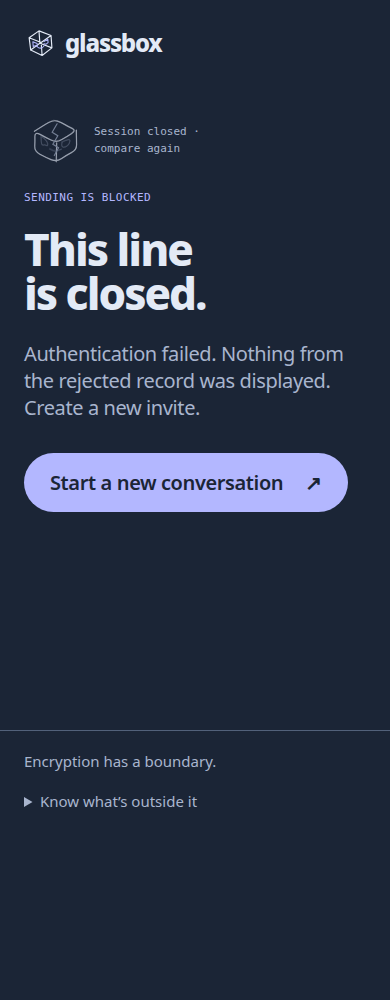 glassbox
Session closed ·
compare again
SENDING IS BLOCKED
This line
is closed.
Authentication failed. Nothing from
the rejected record was displayed.
Create a new invite.
Start a new conversation ↗
Encryption has a boundary.
▶ Know what’s outside it